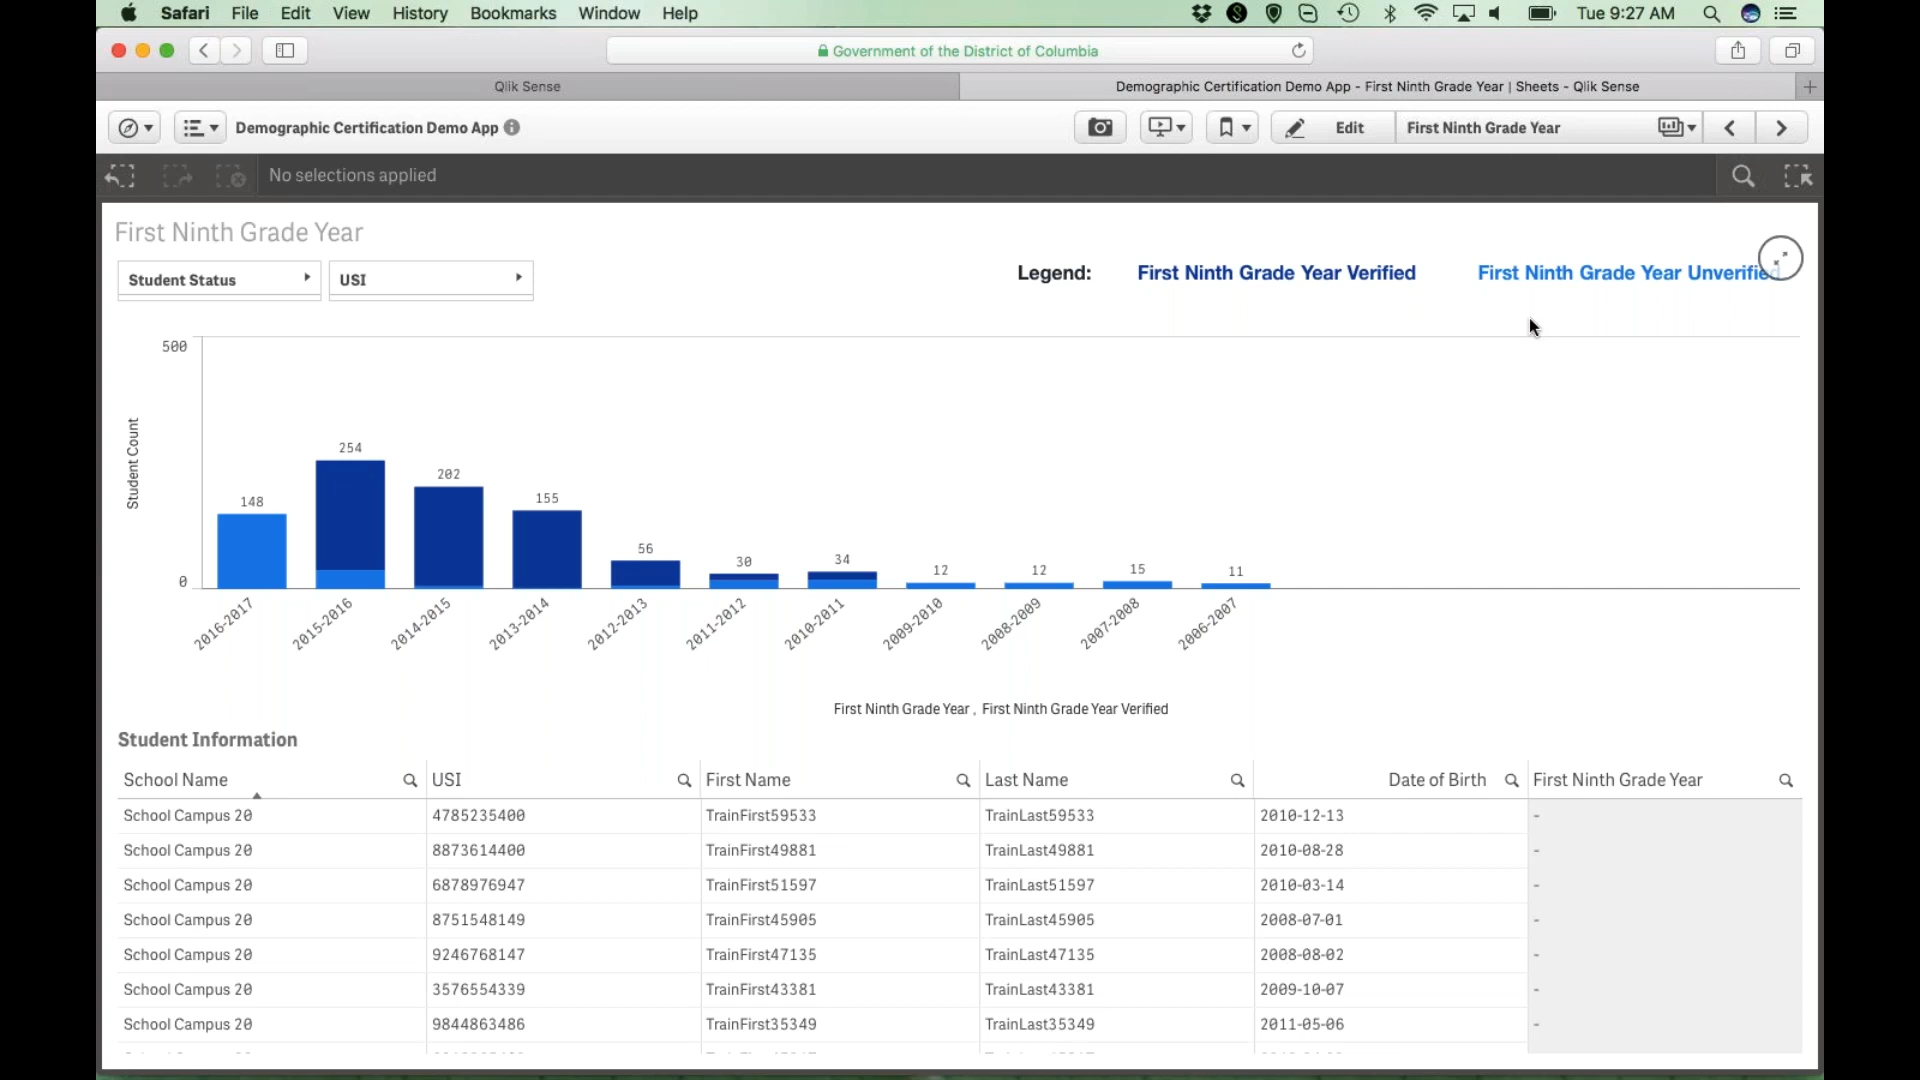 Safari File Edit View History Bookmarks Window Help Tue 9:27 AM
Government of the District of Columbia
Qlik Sense
Demographic Certification Demo App - First Ninth Grade Year | Sheets - Qlik Sense
Demographic Certification Demo App
Edit
First Ninth Grade Year
No selections applied
First Ninth Grade Year
Student Status
USI
Legend: First Ninth Grade Year Verified First Ninth Grade Year Unverified
Student Count
500
0
148
254
202
155
56
30
34
12
12
15
11
2016-2017
2015-2016
2014-2015
2013-2014
2012-2013
2011-2012
2010-2011
2009-2010
2008-2009
2007-2008
2006-2007
First Ninth Grade Year , First Ninth Grade Year Verified
Student Information
School Name USI First Name Last Name Date of Birth First Ninth Grade Year
School Campus 20 4785235400 TrainFirst59533 TrainLast59533 2010-12-13 -
School Campus 20 8873614400 TrainFirst49881 TrainLast49881 2010-08-28 -
School Campus 20 6878976947 TrainFirst51597 TrainLast51597 2010-03-14 -
School Campus 20 8751548149 TrainFirst45905 TrainLast45905 2008-07-01 -
School Campus 20 9246768147 TrainFirst47135 TrainLast47135 2008-08-02 -
School Campus 20 3576554339 TrainFirst43381 TrainLast43381 2009-10-07 -
School Campus 20 9844863486 TrainFirst35349 TrainLast35349 2011-05-06 -